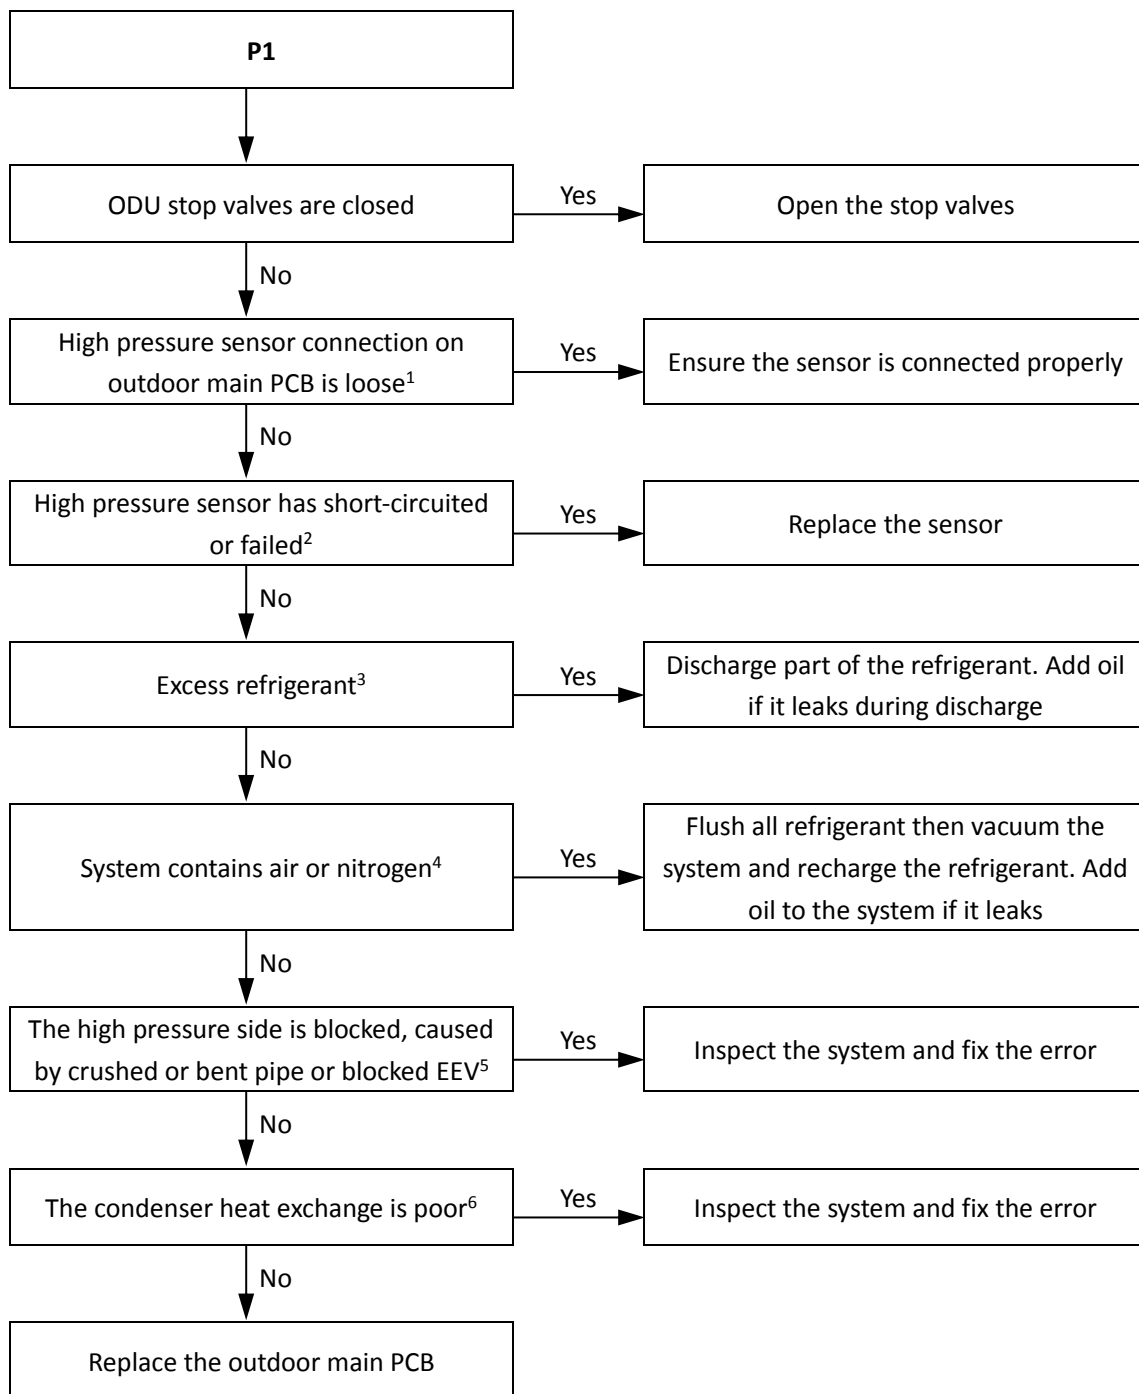 P1
ODU stop valves are closed
Yes
Open the stop valves
No
High pressure sensor connection on
outdoor main PCB is loose1
Yes
Ensure the sensor is connected properly
No
High pressure sensor has short-circuited
or failed2
Yes
Replace the sensor
No
Excess refrigerant3
Yes
Discharge part of the refrigerant. Add oil
if it leaks during discharge
No
System contains air or nitrogen4
Yes
Flush all refrigerant then vacuum the
system and recharge the refrigerant. Add
oil to the system if it leaks
No
The high pressure side is blocked, caused
by crushed or bent pipe or blocked EEV5
Yes
Inspect the system and fix the error
No
The condenser heat exchange is poor6
Yes
Inspect the system and fix the error
No
Replace the outdoor main PCB